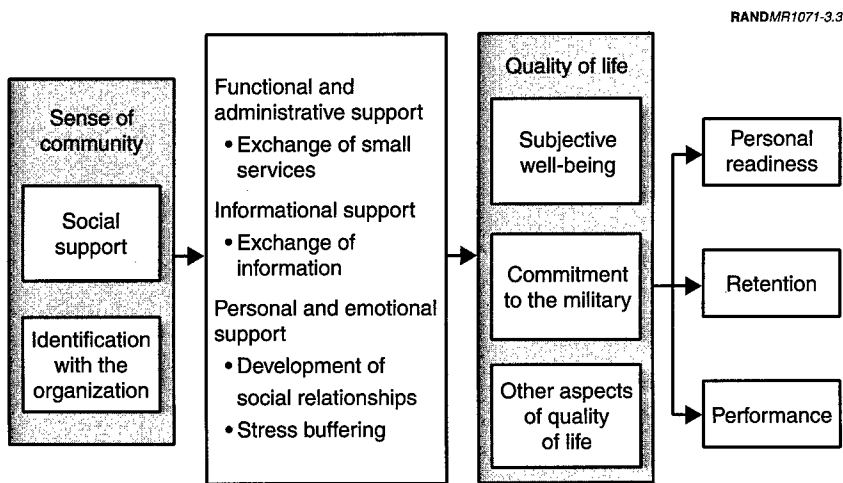 RANDMR1071-3.3
Sense of
community
Social
support
Identification
with the
organization
Functional and
administrative support
• Exchange of small
services
Informational support
• Exchange of
information
Personal and emotional
support
• Development of
social relationships
• Stress buffering
Quality of life
Subjective
well-being
Commitment
to the military
Other aspects
of quality
of life
Personal
readiness
Retention
Performance